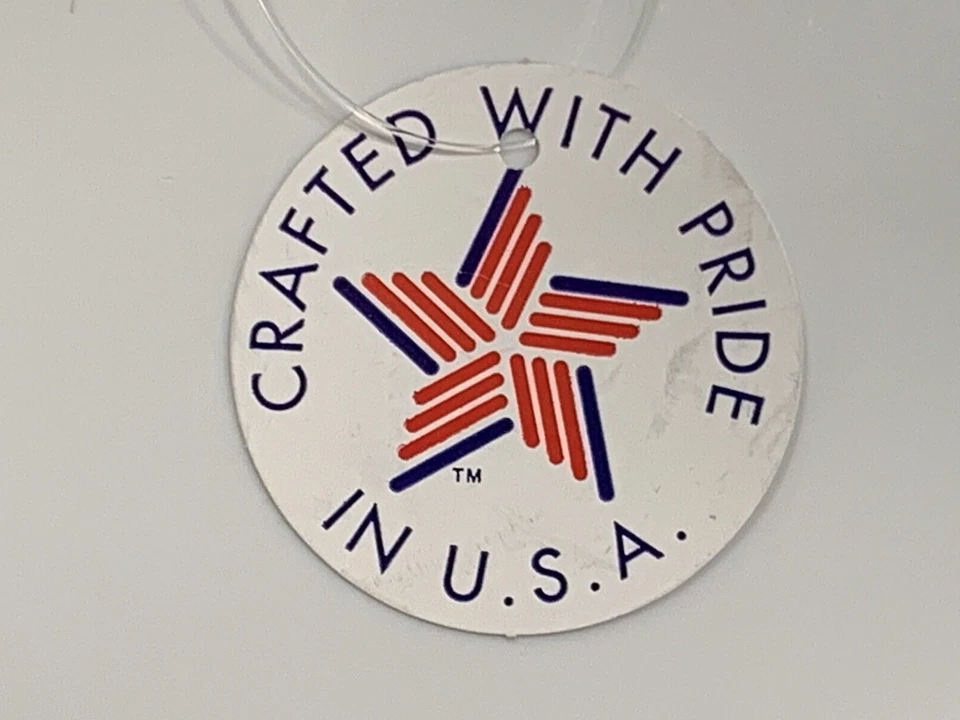 CRAFTED WITH PRIDE
IN U.S.A.
TM